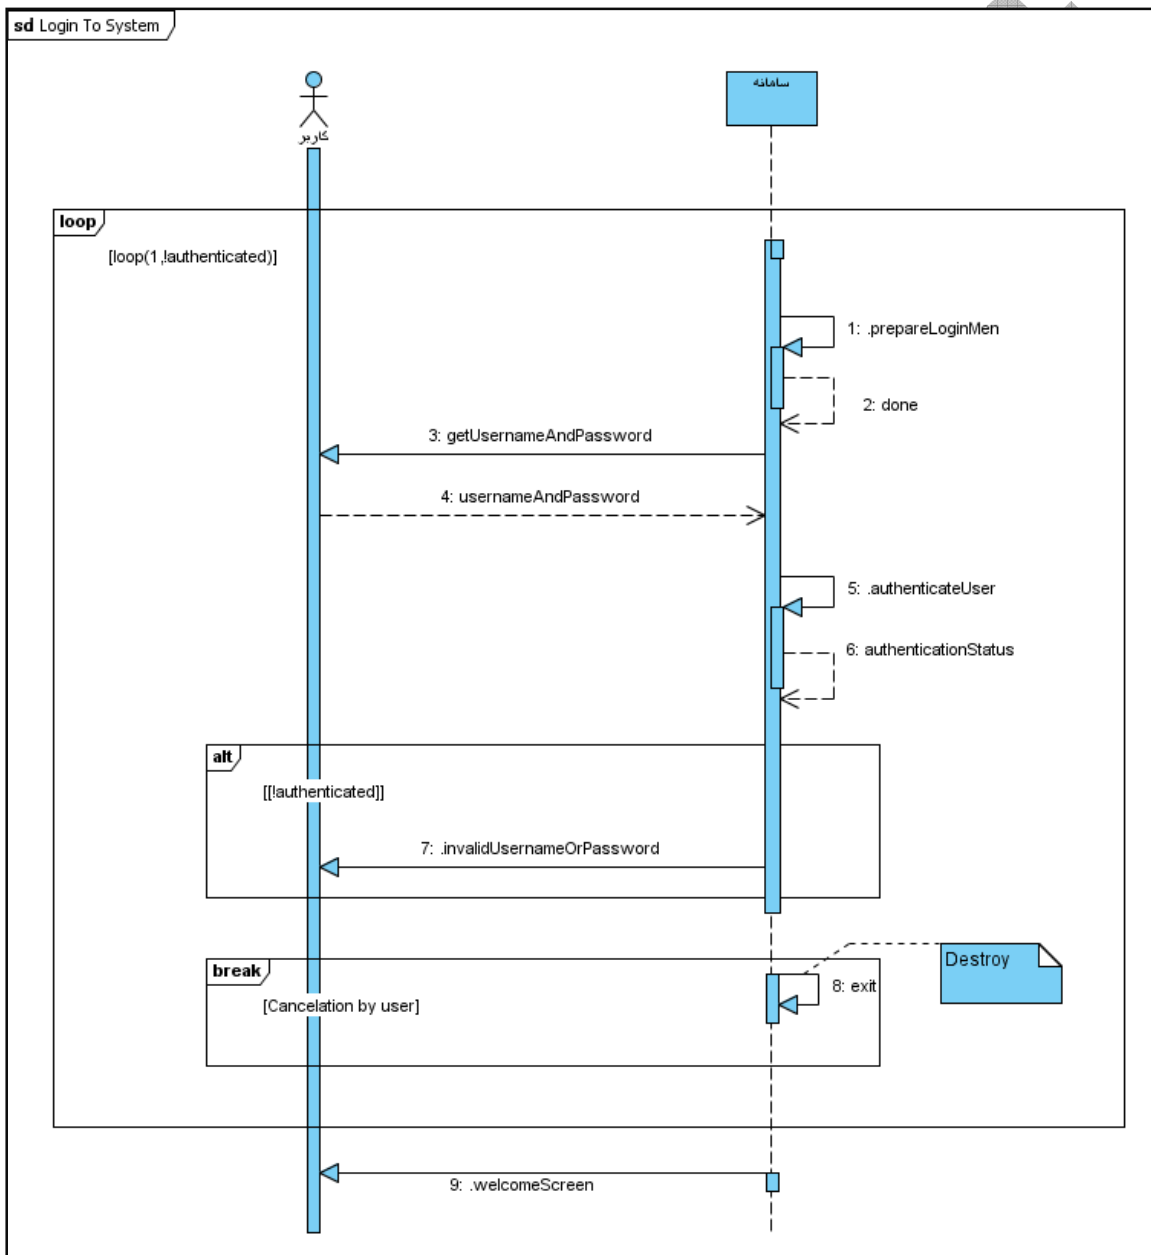 sd Login To System
سامانه
کاربر
loop
[loop(1,!authenticated)]
1: .prepareLoginMen
2: done
3: getUsernameAndPassword
4: usernameAndPassword
5: .authenticateUser
6: authenticationStatus
alt
[[!authenticated]]
7: .invalidUsernameOrPassword
break
[Cancelation by user]
8: exit
Destroy
9: .welcomeScreen